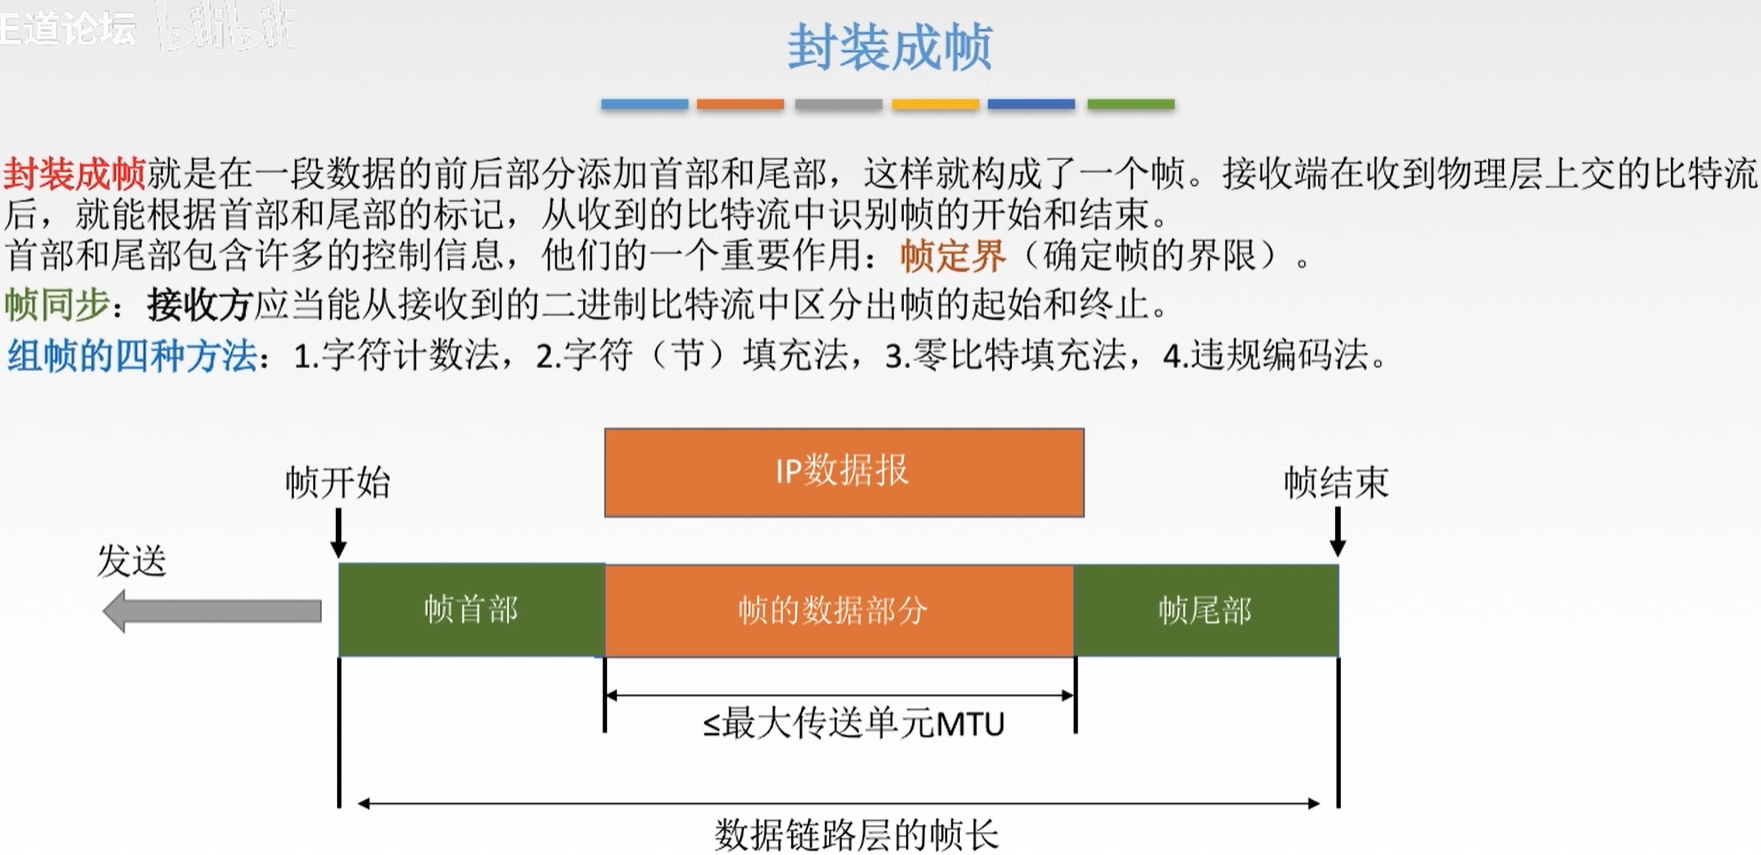 王道论坛 bilibili
封装成帧
封装成帧就是在一段数据的前后部分添加首部和尾部，这样就构成了一个帧。接收端在收到物理层上交的比特流
后，就能根据首部和尾部的标记，从收到的比特流中识别帧的开始和结束。
首部和尾部包含许多的控制信息，他们的一个重要作用：帧定界（确定帧的界限）。
帧同步：接收方应当能从接收到的二进制比特流中区分出帧的起始和终止。
组帧的四种方法：1.字符计数法，2.字符（节）填充法，3.零比特填充法，4.违规编码法。
IP数据报
帧开始
帧结束
发送
帧首部
帧的数据部分
帧尾部
≤最大传送单元MTU
数据链路层的帧长